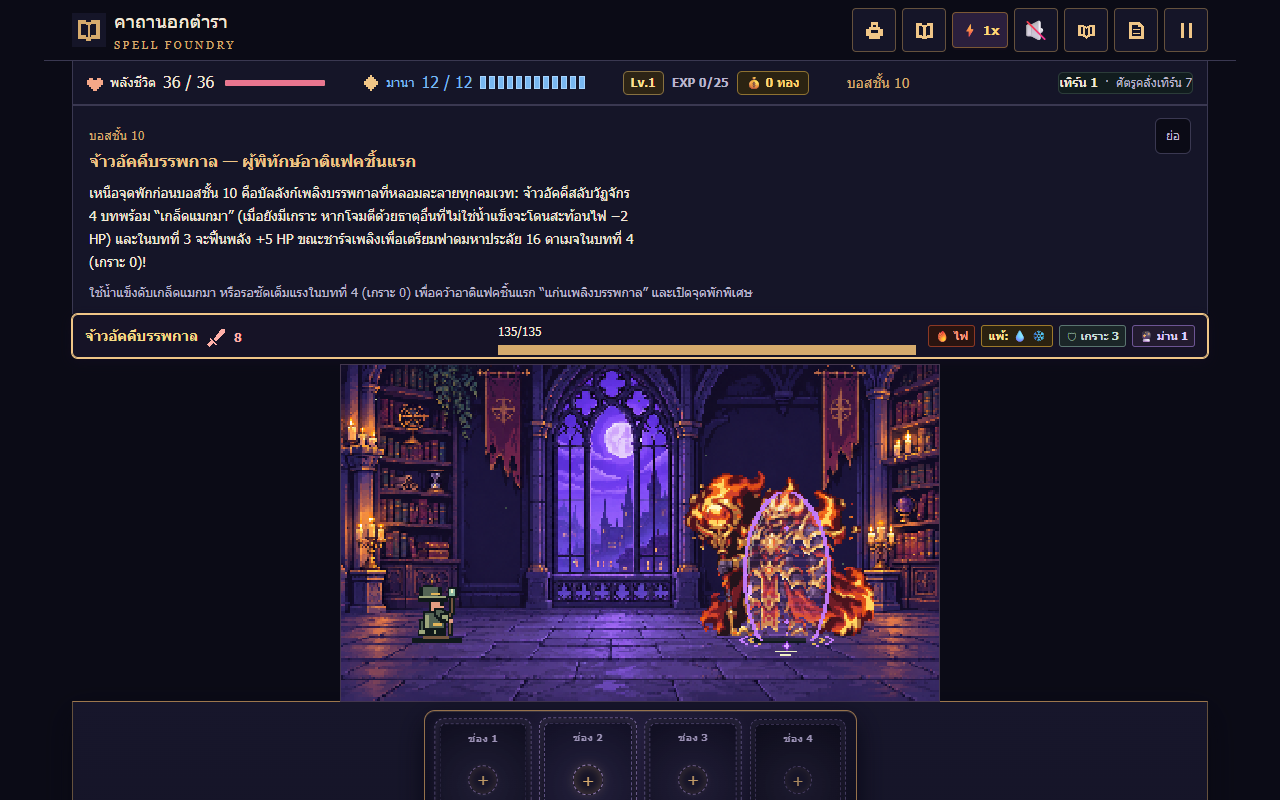 คาถานอกตำรา
SPELL FOUNDRY
1x
พลังชีวิต 36 / 36
มานา 12 / 12
Lv.1 EXP 0/25 0 ทอง
บอสชั้น 10
เทิร์น 1 · ศัตรูคลั่งเทิร์น 7
บอสชั้น 10
ย่อ
จ้าวอัคคีบรรพกาล — ผู้พิทักษ์อาติแฟคชิ้นแรก
เหนือจุดพักก่อนบอสชั้น 10 คือบัลลังก์เพลิงบรรพกาลที่หลอมละลายทุกคมเวท: จ้าวอัคคีสลับวัฏจักร
4 บทพร้อม “เกล็ดแมกมา” (เมื่อยังมีเกราะ หากโจมตีด้วยธาตุอื่นที่ไม่ใช่น้ำแข็งจะโดนสะท้อนไฟ −2
HP) และในบทที่ 3 จะฟื้นพลัง +5 HP ขณะชาร์จเพลิงเพื่อเตรียมฟาดมหาประลัย 16 ดาเมจในบทที่ 4
(เกราะ 0)!
ใช้น้ำแข็งดับเกล็ดแมกมา หรือรอซัดเต็มแรงในบทที่ 4 (เกราะ 0) เพื่อคว้าอาติแฟคชิ้นแรก “แก่นเพลิงบรรพกาล” และเปิดจุดพักพิเศษ
จ้าวอัคคีบรรพกาล 8
135/135
ไฟ แพ้: เกราะ 3 ม่าน 1
ช่อง 1 ช่อง 2 ช่อง 3 ช่อง 4
+ + + +